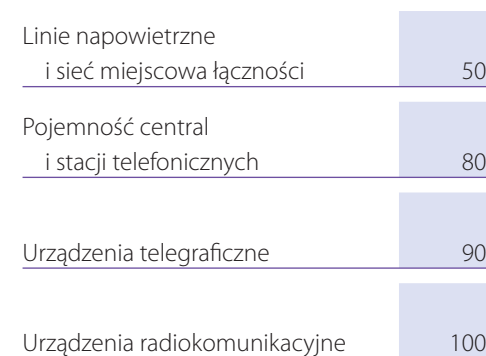 Linie napowietrzne
i sieć miejscowa łączności 50
Pojemność central
i stacji telefonicznych 80
Urządzenia telegraficzne 90
Urządzenia radiokomunikacyjne 100